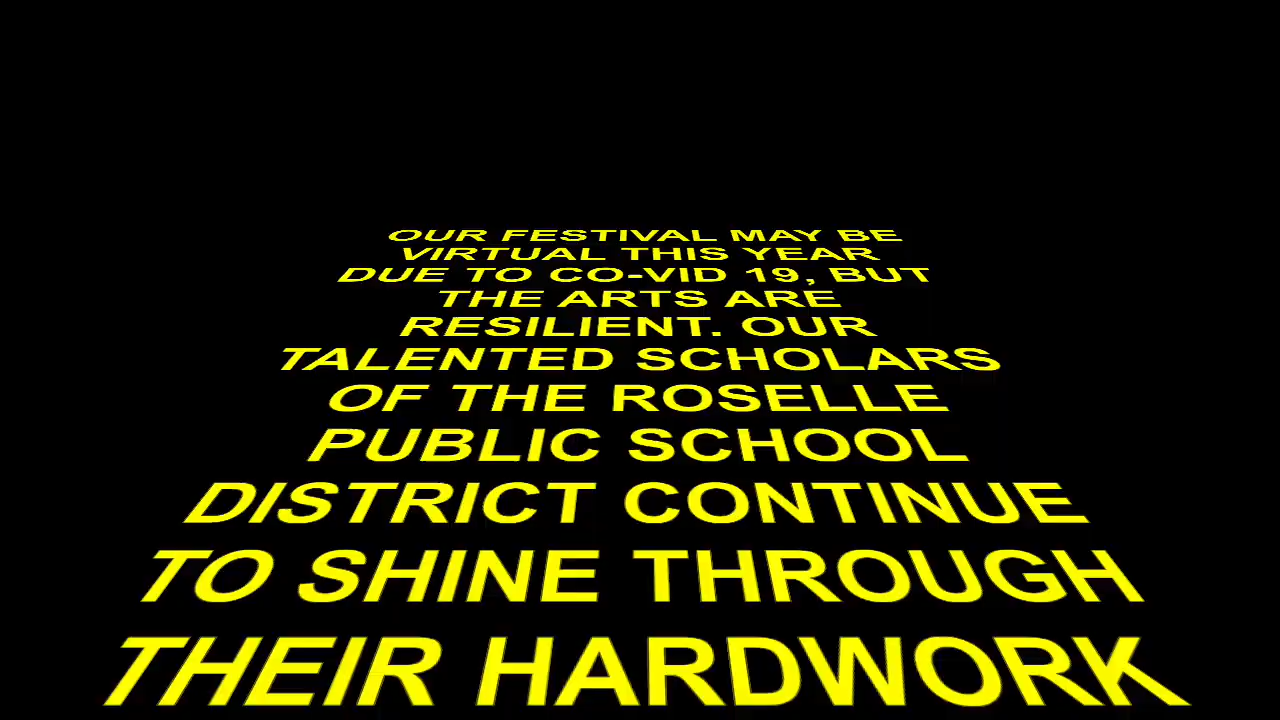 OUR FESTIVAL MAY BE
VIRTUAL THIS YEAR
DUE TO CO-VID 19, BUT
THE ARTS ARE
RESILIENT. OUR
TALENTED SCHOLARS
OF THE ROSELLE
PUBLIC SCHOOL
DISTRICT CONTINUE
TO SHINE THROUGH
THEIR HARDWORK